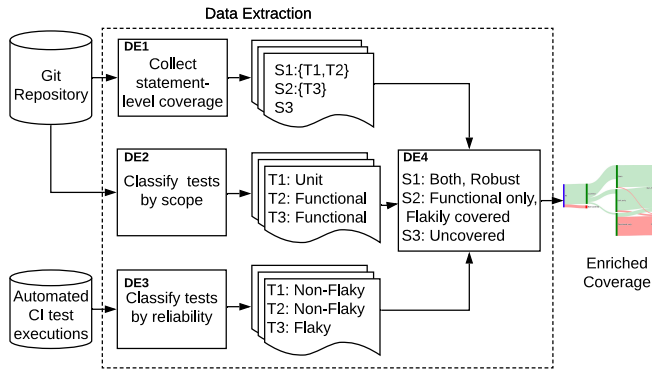 Data Extraction
Git
Repository
DE1
Collect
statement-
level coverage
S1:{T1,T2}
S2:{T3}
S3
DE2
Classify tests
by scope
T1: Unit
T2: Functional
T3: Functional
DE4
S1: Both, Robust
S2: Functional only,
Flakily covered
S3: Uncovered
Enriched
Coverage
Automated
CI test
executions
DE3
Classify tests
by reliability
T1: Non-Flaky
T2: Non-Flaky
T3: Flaky